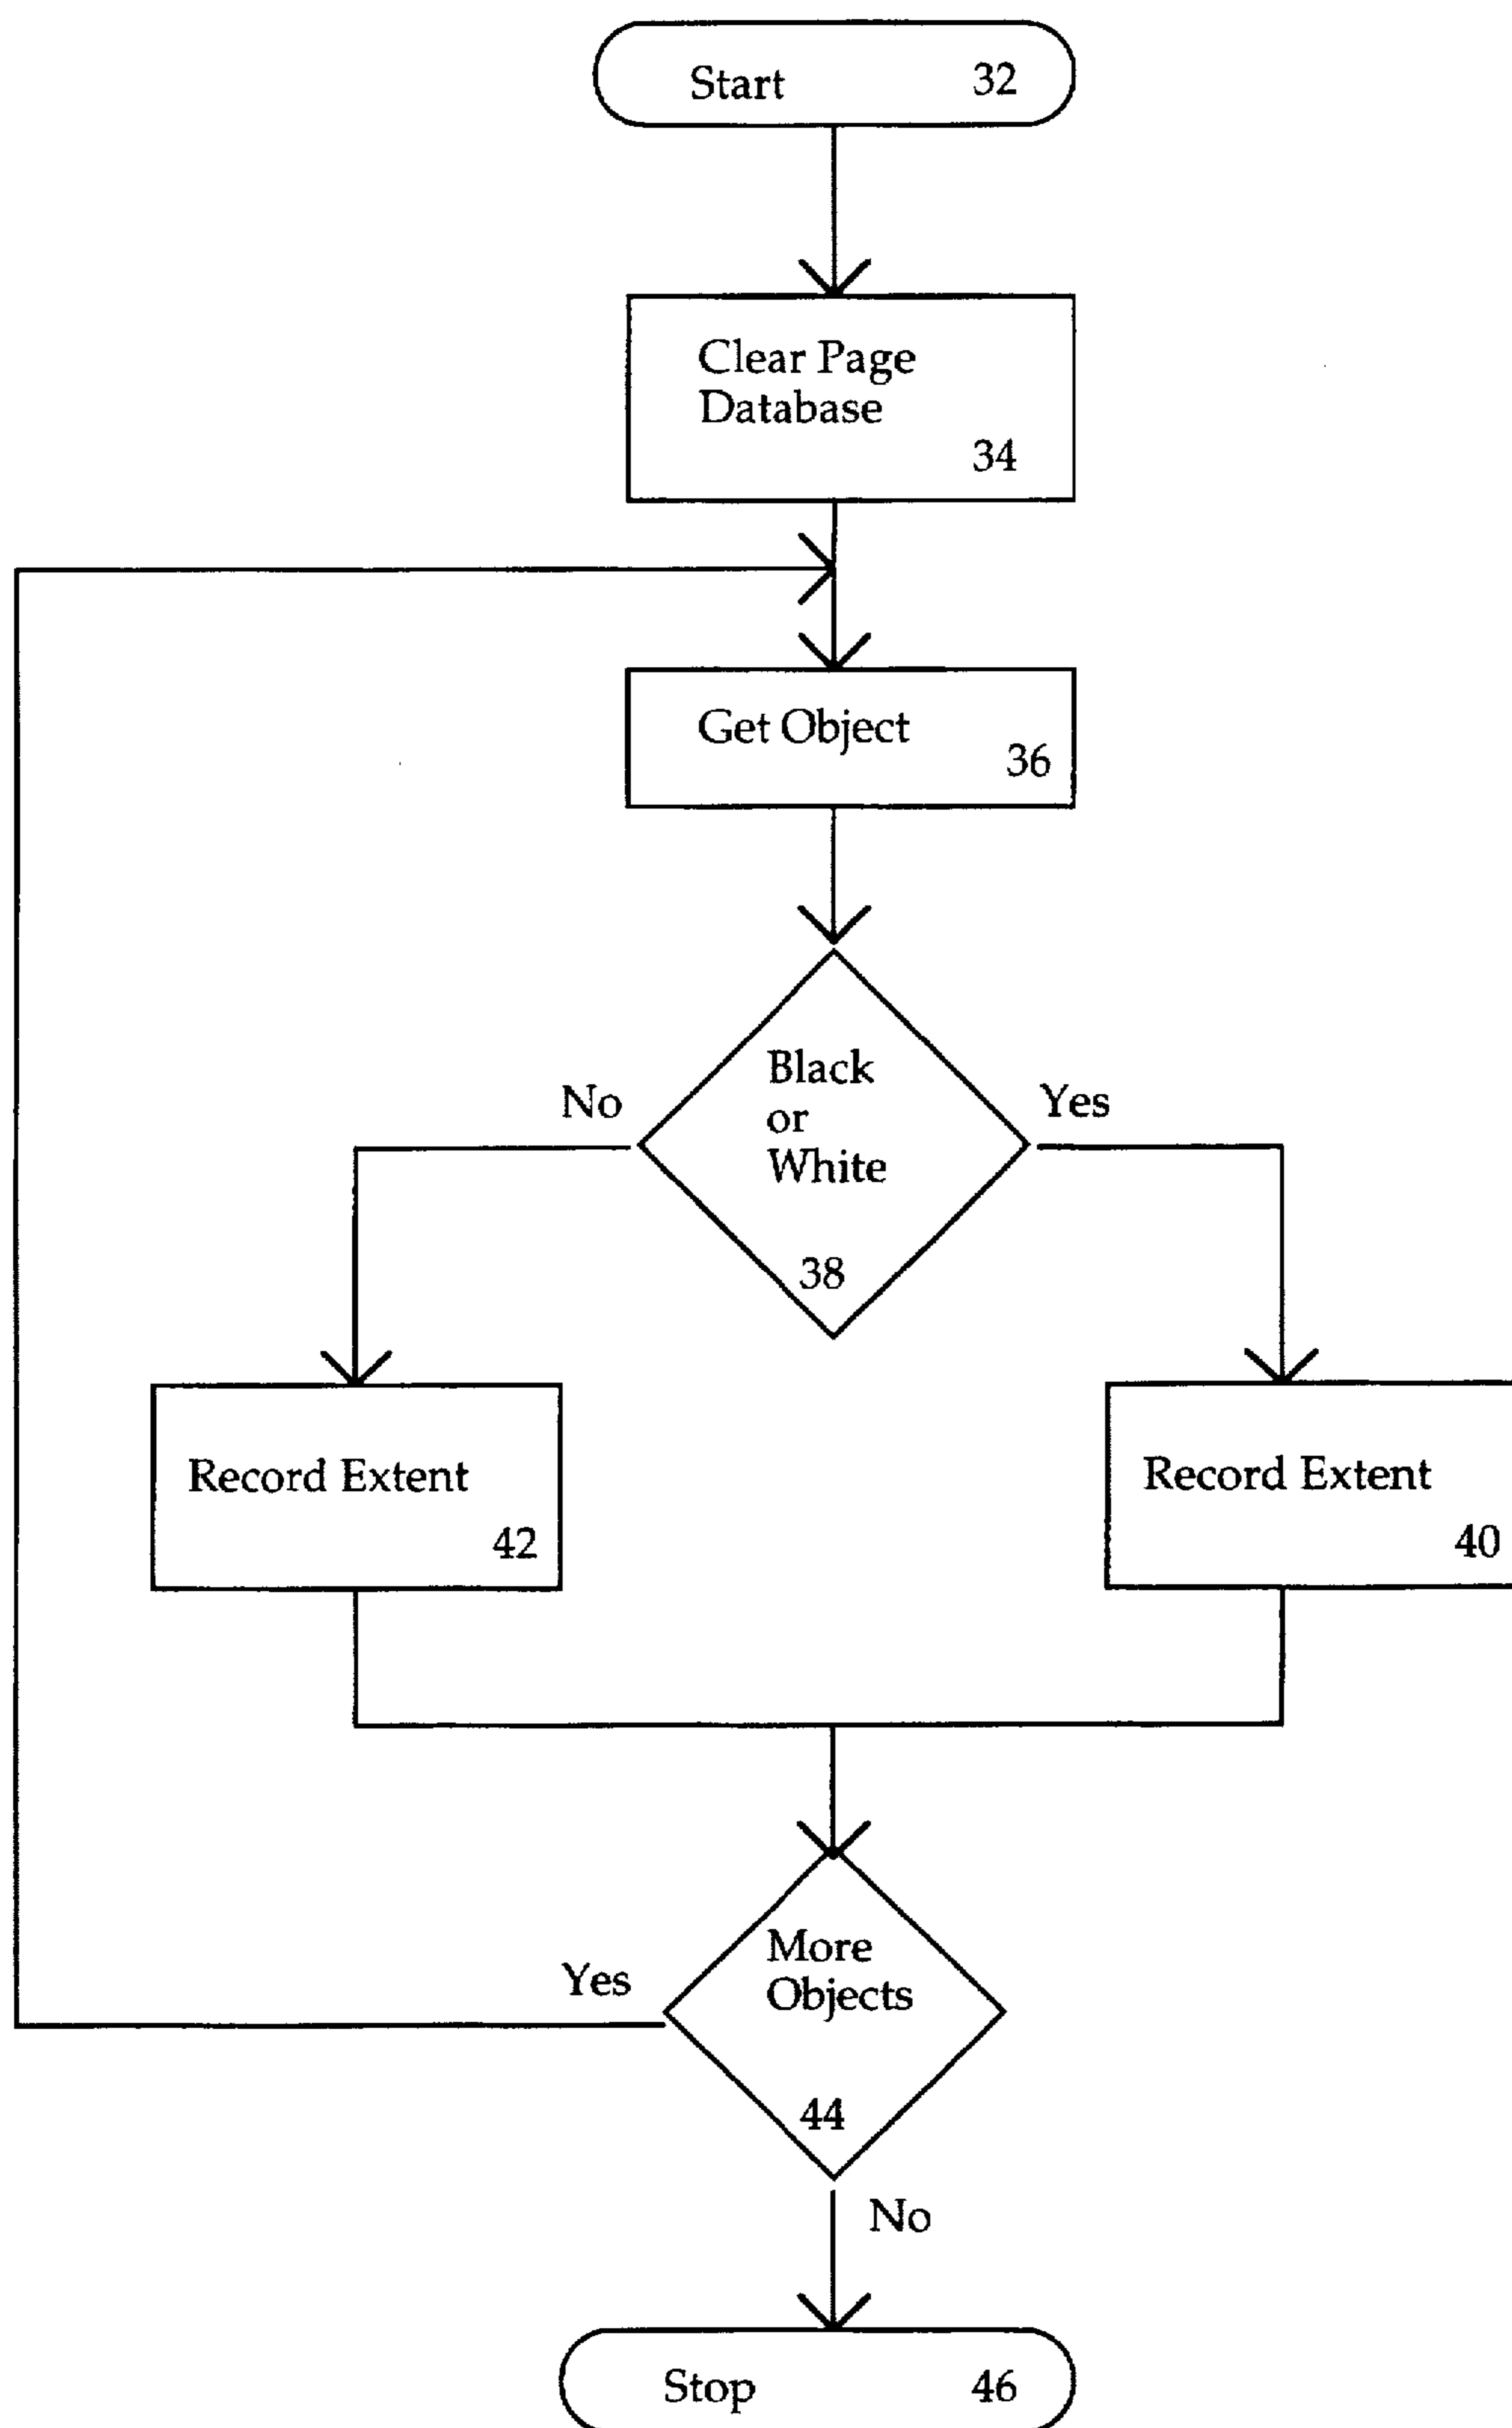 Start 32
Clear Page
Database
34
Get Object
36
Black
or
White
38
No
Yes
Record Extent
42
Record Extent
40
More
Objects
44
Yes
No
Stop 46